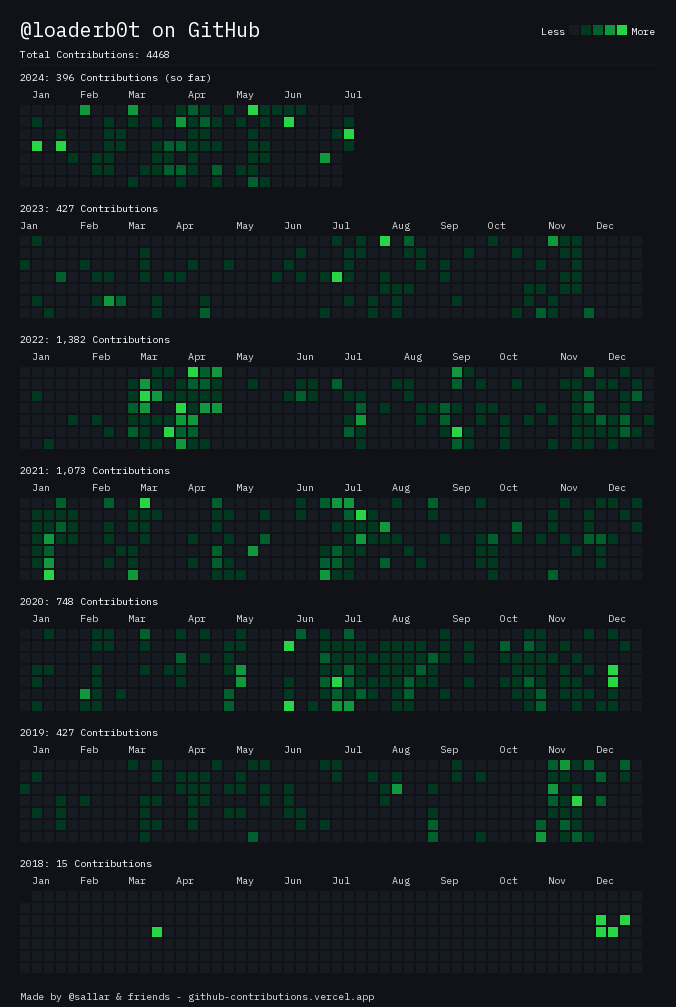 @loaderb0t on GitHub
Less More
Total Contributions: 4468
2024: 396 Contributions (so far)
Jan Feb Mar Apr May Jun Jul
2023: 427 Contributions
Jan Feb Mar Apr May Jun Jul Aug Sep Oct Nov Dec
2022: 1,382 Contributions
Jan Feb Mar Apr May Jun Jul Aug Sep Oct Nov Dec
2021: 1,073 Contributions
Jan Feb Mar Apr May Jun Jul Aug Sep Oct Nov Dec
2020: 748 Contributions
Jan Feb Mar Apr May Jun Jul Aug Sep Oct Nov Dec
2019: 427 Contributions
Jan Feb Mar Apr May Jun Jul Aug Sep Oct Nov Dec
2018: 15 Contributions
Jan Feb Mar Apr May Jun Jul Aug Sep Oct Nov Dec
Made by @sallar & friends - github-contributions.vercel.app